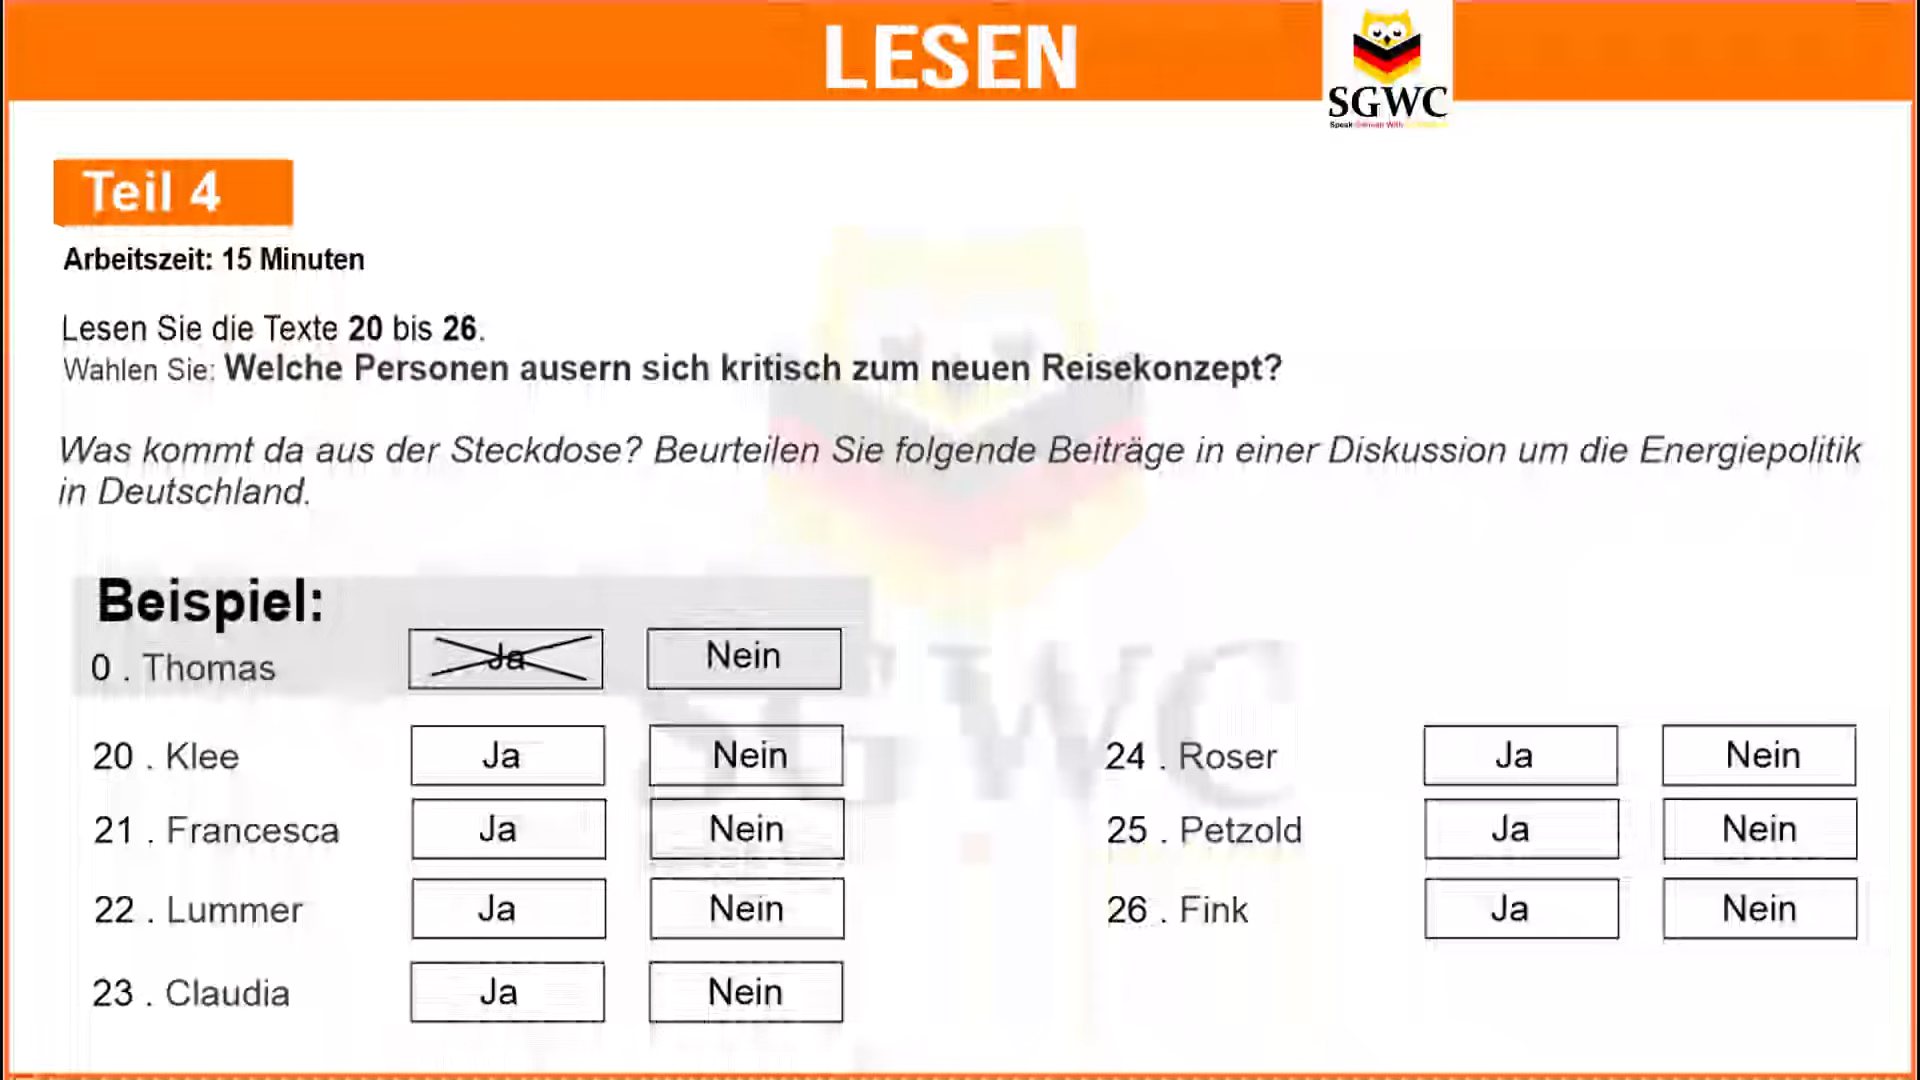 LESEN
SGWC
Teil 4
Arbeitszeit: 15 Minuten
Lesen Sie die Texte 20 bis 26.
Wahlen Sie: Welche Personen ausern sich kritisch zum neuen Reisekonzept?
Was kommt da aus der Steckdose? Beurteilen Sie folgende Beiträge in einer Diskussion um die Energiepolitik
in Deutschland.
Beispiel:
0 . Thomas Ja Nein
20 . Klee Ja Nein
21 . Francesca Ja Nein
22 . Lummer Ja Nein
23 . Claudia Ja Nein
24 . Roser Ja Nein
25 . Petzold Ja Nein
26 . Fink Ja Nein
SGWC